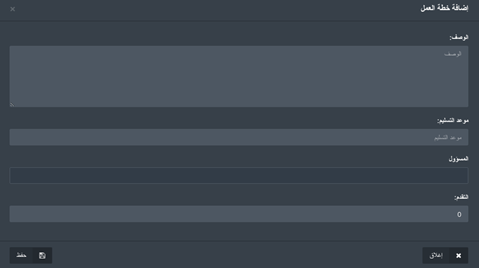 إضافة خطة العمل
الوصف:
الوصف
موعد التسليم:
موعد التسليم
المسؤول
التقدم:
0
إغلاق
حفظ